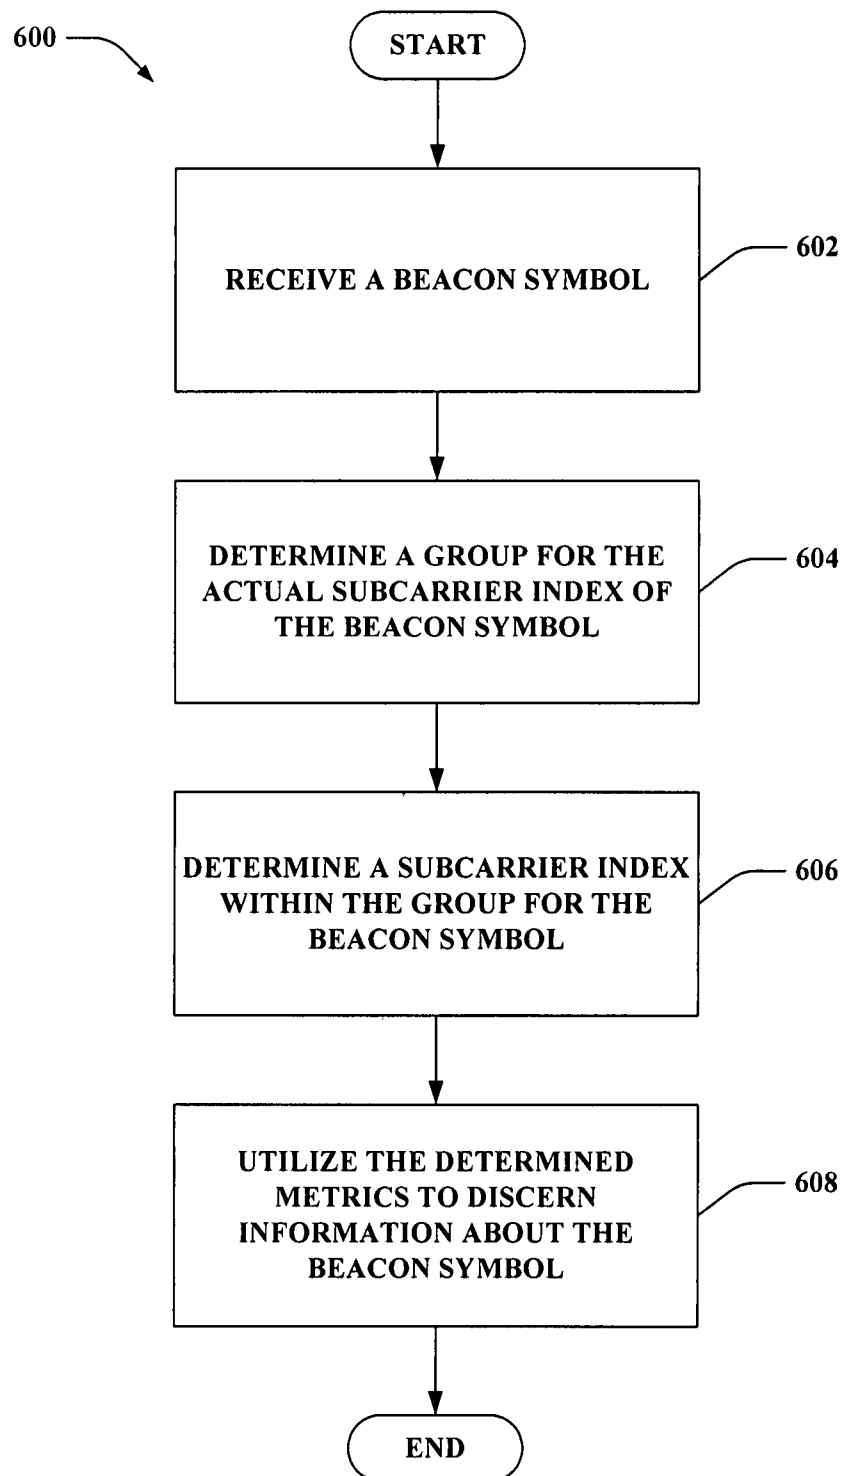 600
START
RECEIVE A BEACON SYMBOL
602
DETERMINE A GROUP FOR THE
ACTUAL SUBCARRIER INDEX OF
THE BEACON SYMBOL
604
DETERMINE A SUBCARRIER INDEX
WITHIN THE GROUP FOR THE
BEACON SYMBOL
606
UTILIZE THE DETERMINED
METRICS TO DISCERN
INFORMATION ABOUT THE
BEACON SYMBOL
608
END